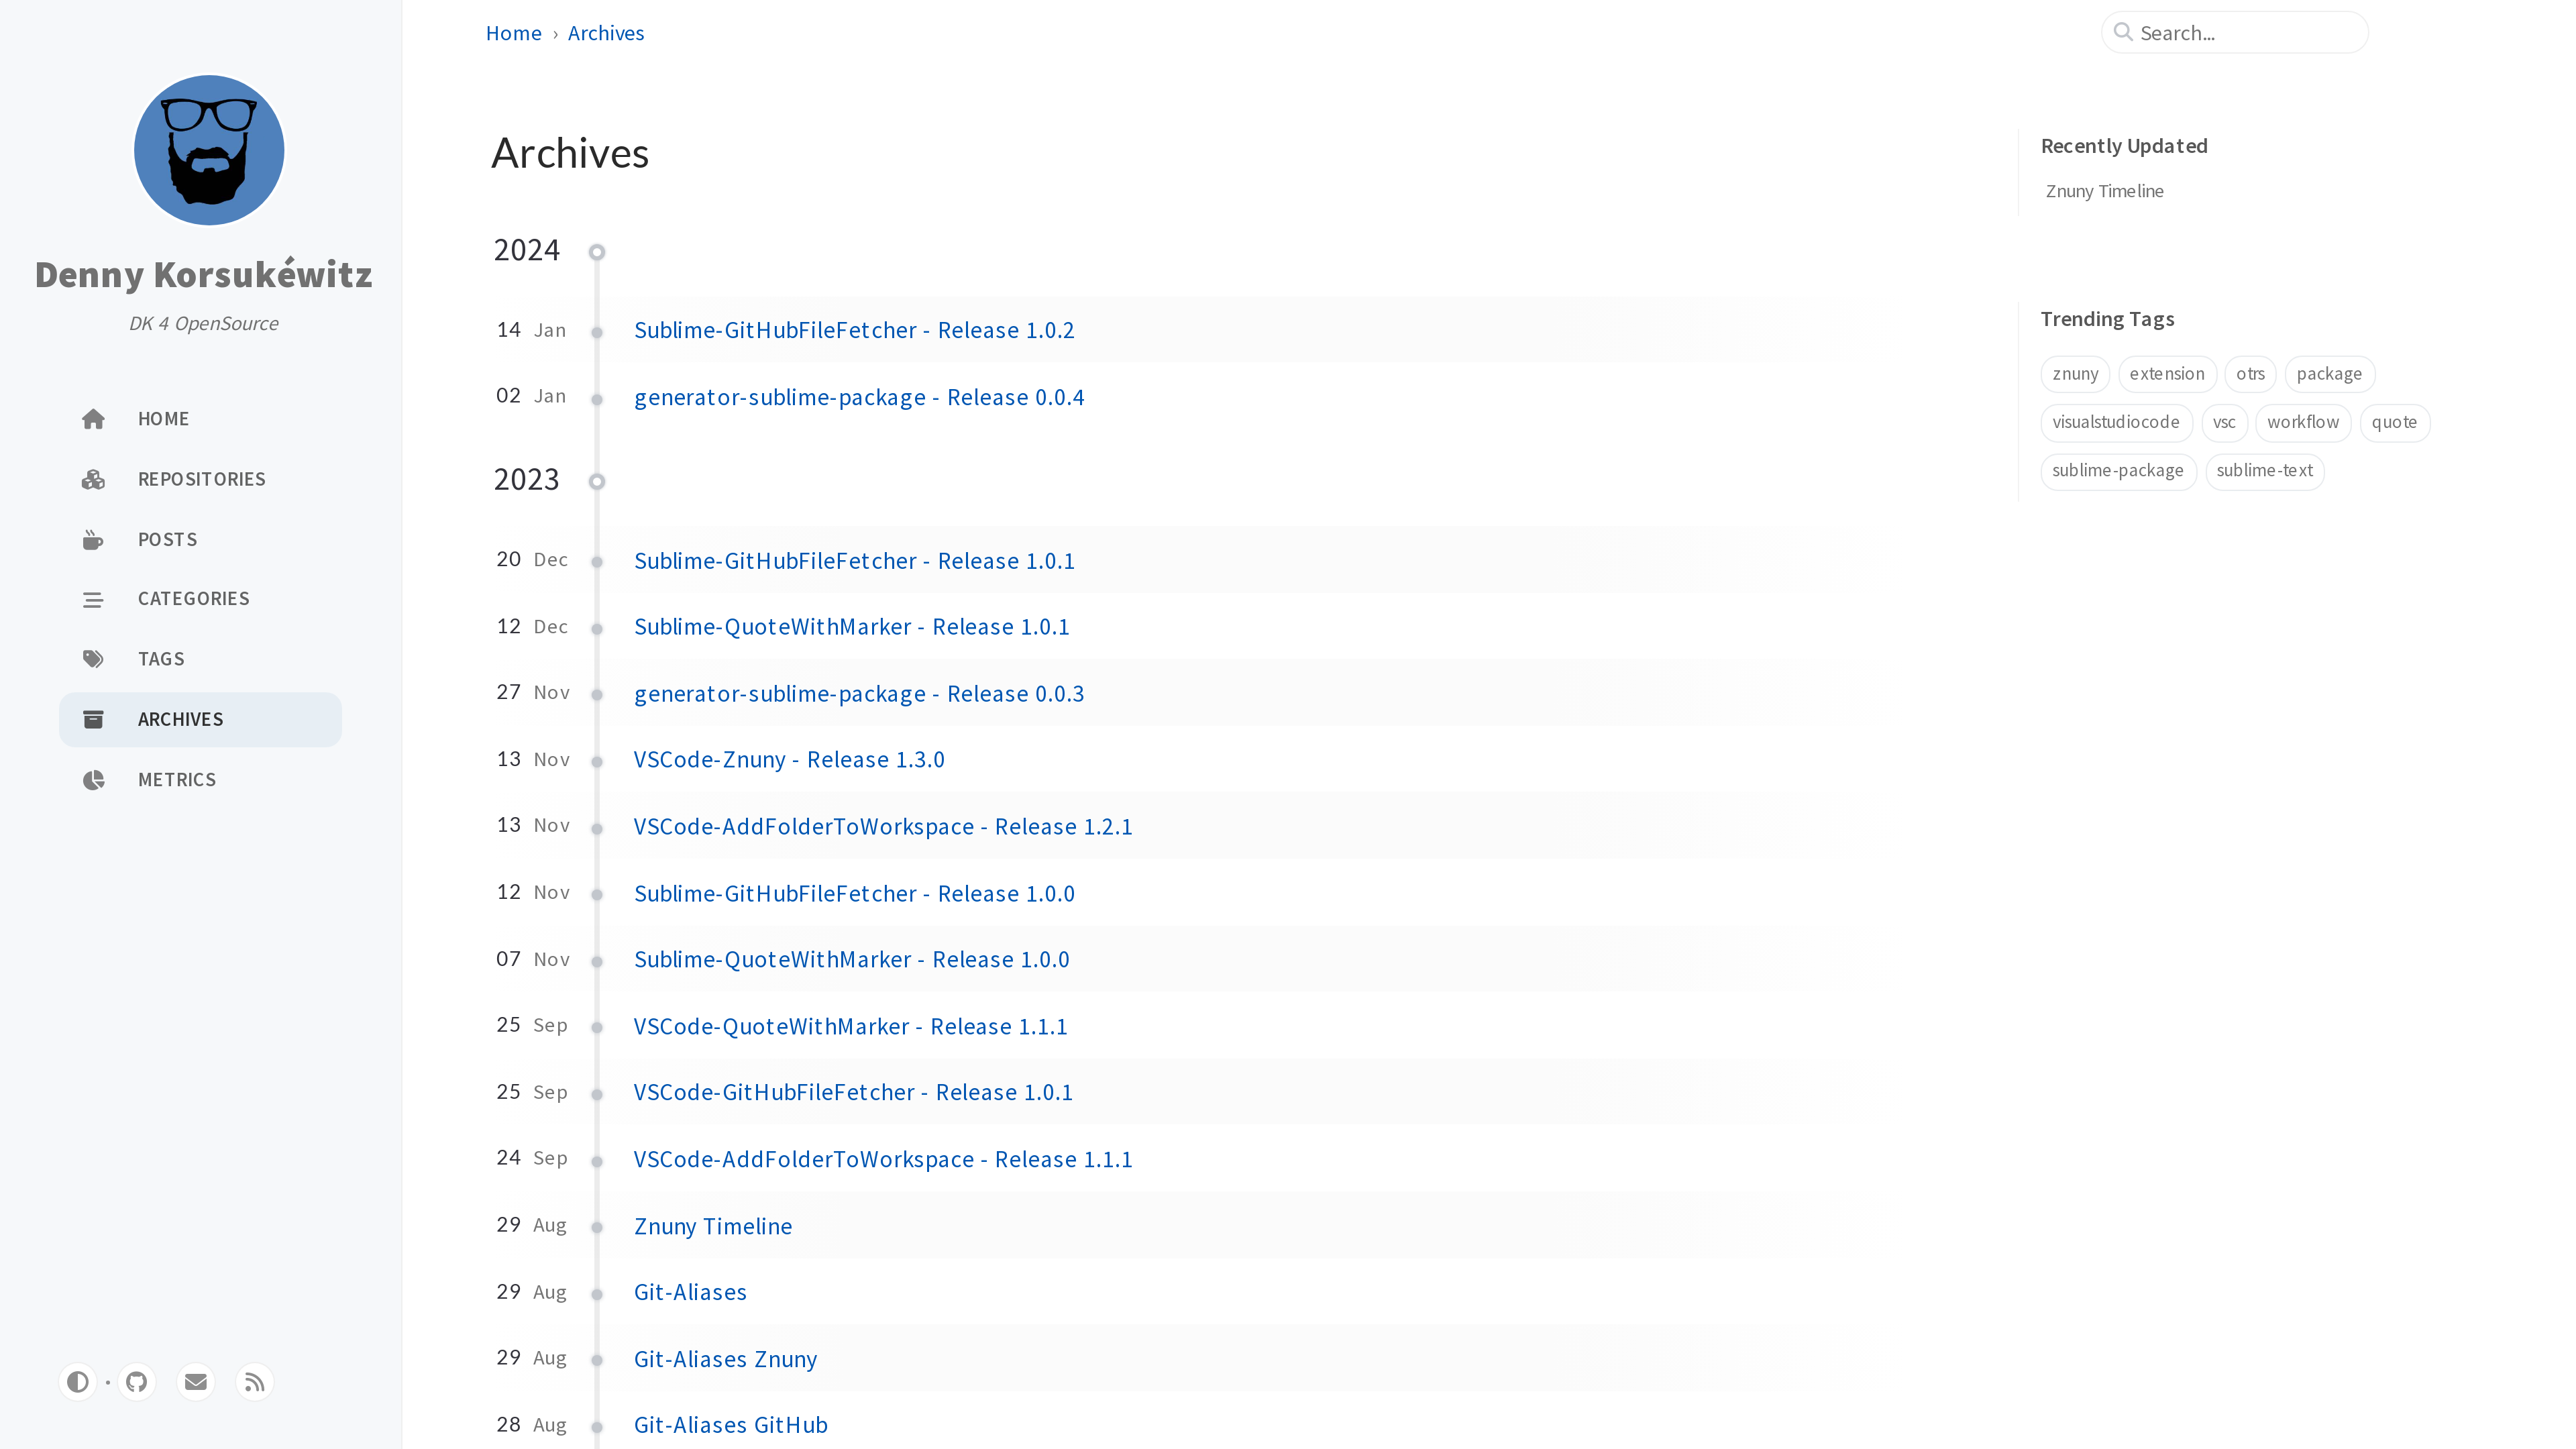 Denny Korsukéwitz
DK 4 OpenSource
HOME
REPOSITORIES
POSTS
CATEGORIES
TAGS
ARCHIVES
METRICS
Home › Archives
Search...
Archives
2024
14 Jan Sublime-GitHubFileFetcher - Release 1.0.2
02 Jan generator-sublime-package - Release 0.0.4
2023
20 Dec Sublime-GitHubFileFetcher - Release 1.0.1
12 Dec Sublime-QuoteWithMarker - Release 1.0.1
27 Nov generator-sublime-package - Release 0.0.3
13 Nov VSCode-Znuny - Release 1.3.0
13 Nov VSCode-AddFolderToWorkspace - Release 1.2.1
12 Nov Sublime-GitHubFileFetcher - Release 1.0.0
07 Nov Sublime-QuoteWithMarker - Release 1.0.0
25 Sep VSCode-QuoteWithMarker - Release 1.1.1
25 Sep VSCode-GitHubFileFetcher - Release 1.0.1
24 Sep VSCode-AddFolderToWorkspace - Release 1.1.1
29 Aug Znuny Timeline
29 Aug Git-Aliases
29 Aug Git-Aliases Znuny
28 Aug Git-Aliases GitHub
Recently Updated
Znuny Timeline
Trending Tags
znuny extension otrs package
visualstudiocode vsc workflow quote
sublime-package sublime-text